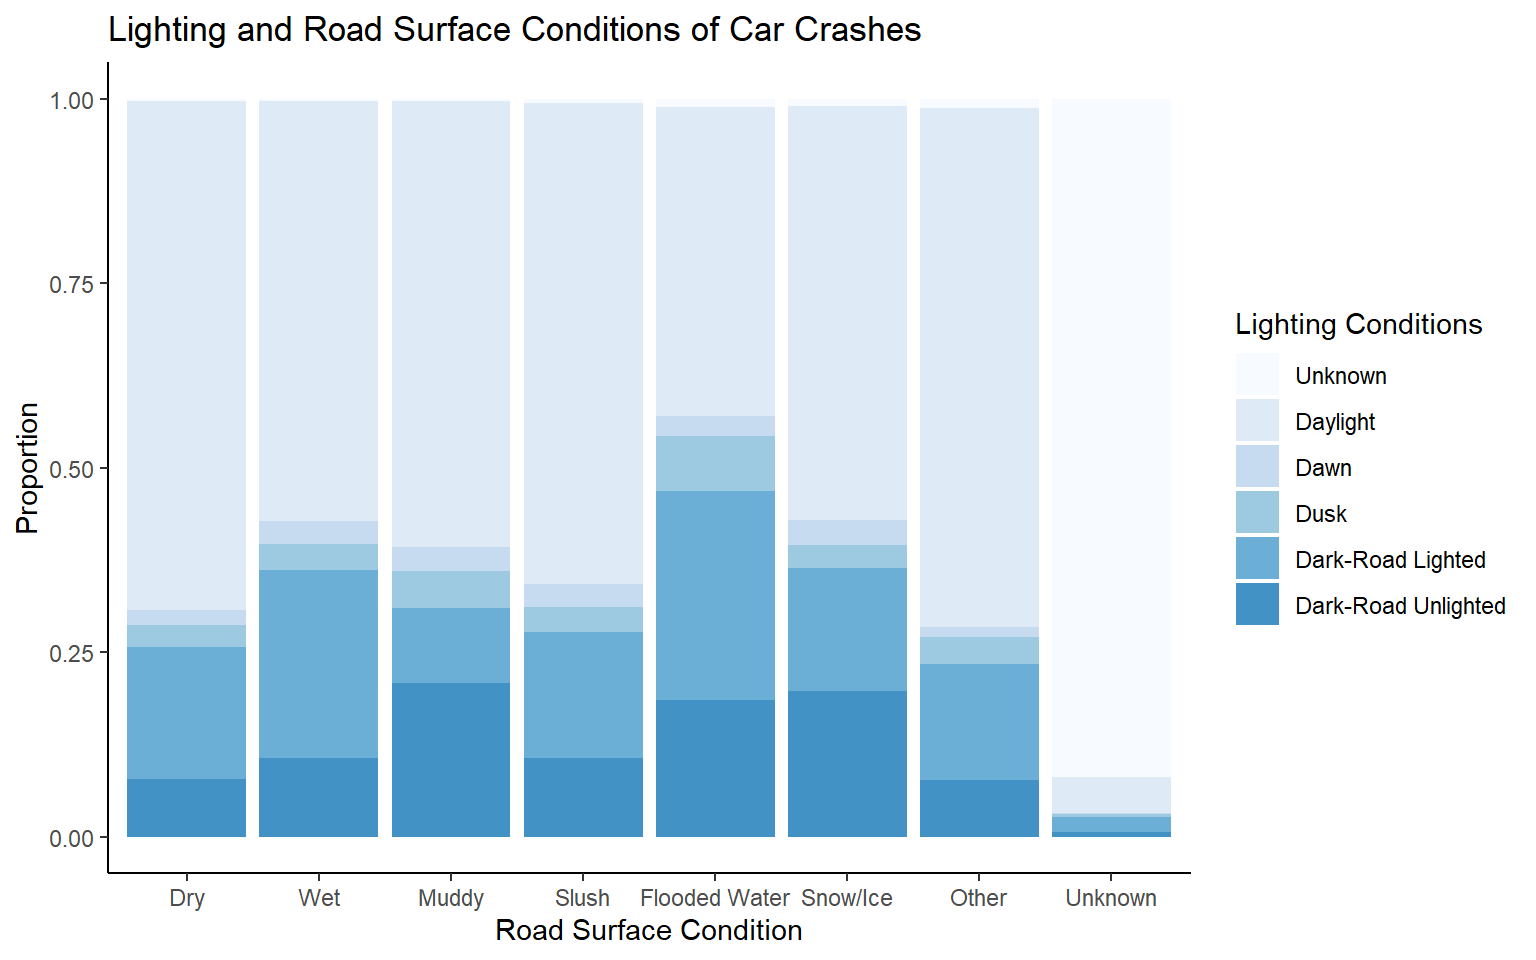 Lighting and Road Surface Conditions of Car Crashes
1.00
0.75
0.50
0.25
0.00
Proportion
Dry Wet Muddy Slush Flooded Water Snow/Ice Other Unknown
Road Surface Condition
Lighting Conditions
Unknown
Daylight
Dawn
Dusk
Dark-Road Lighted
Dark-Road Unlighted